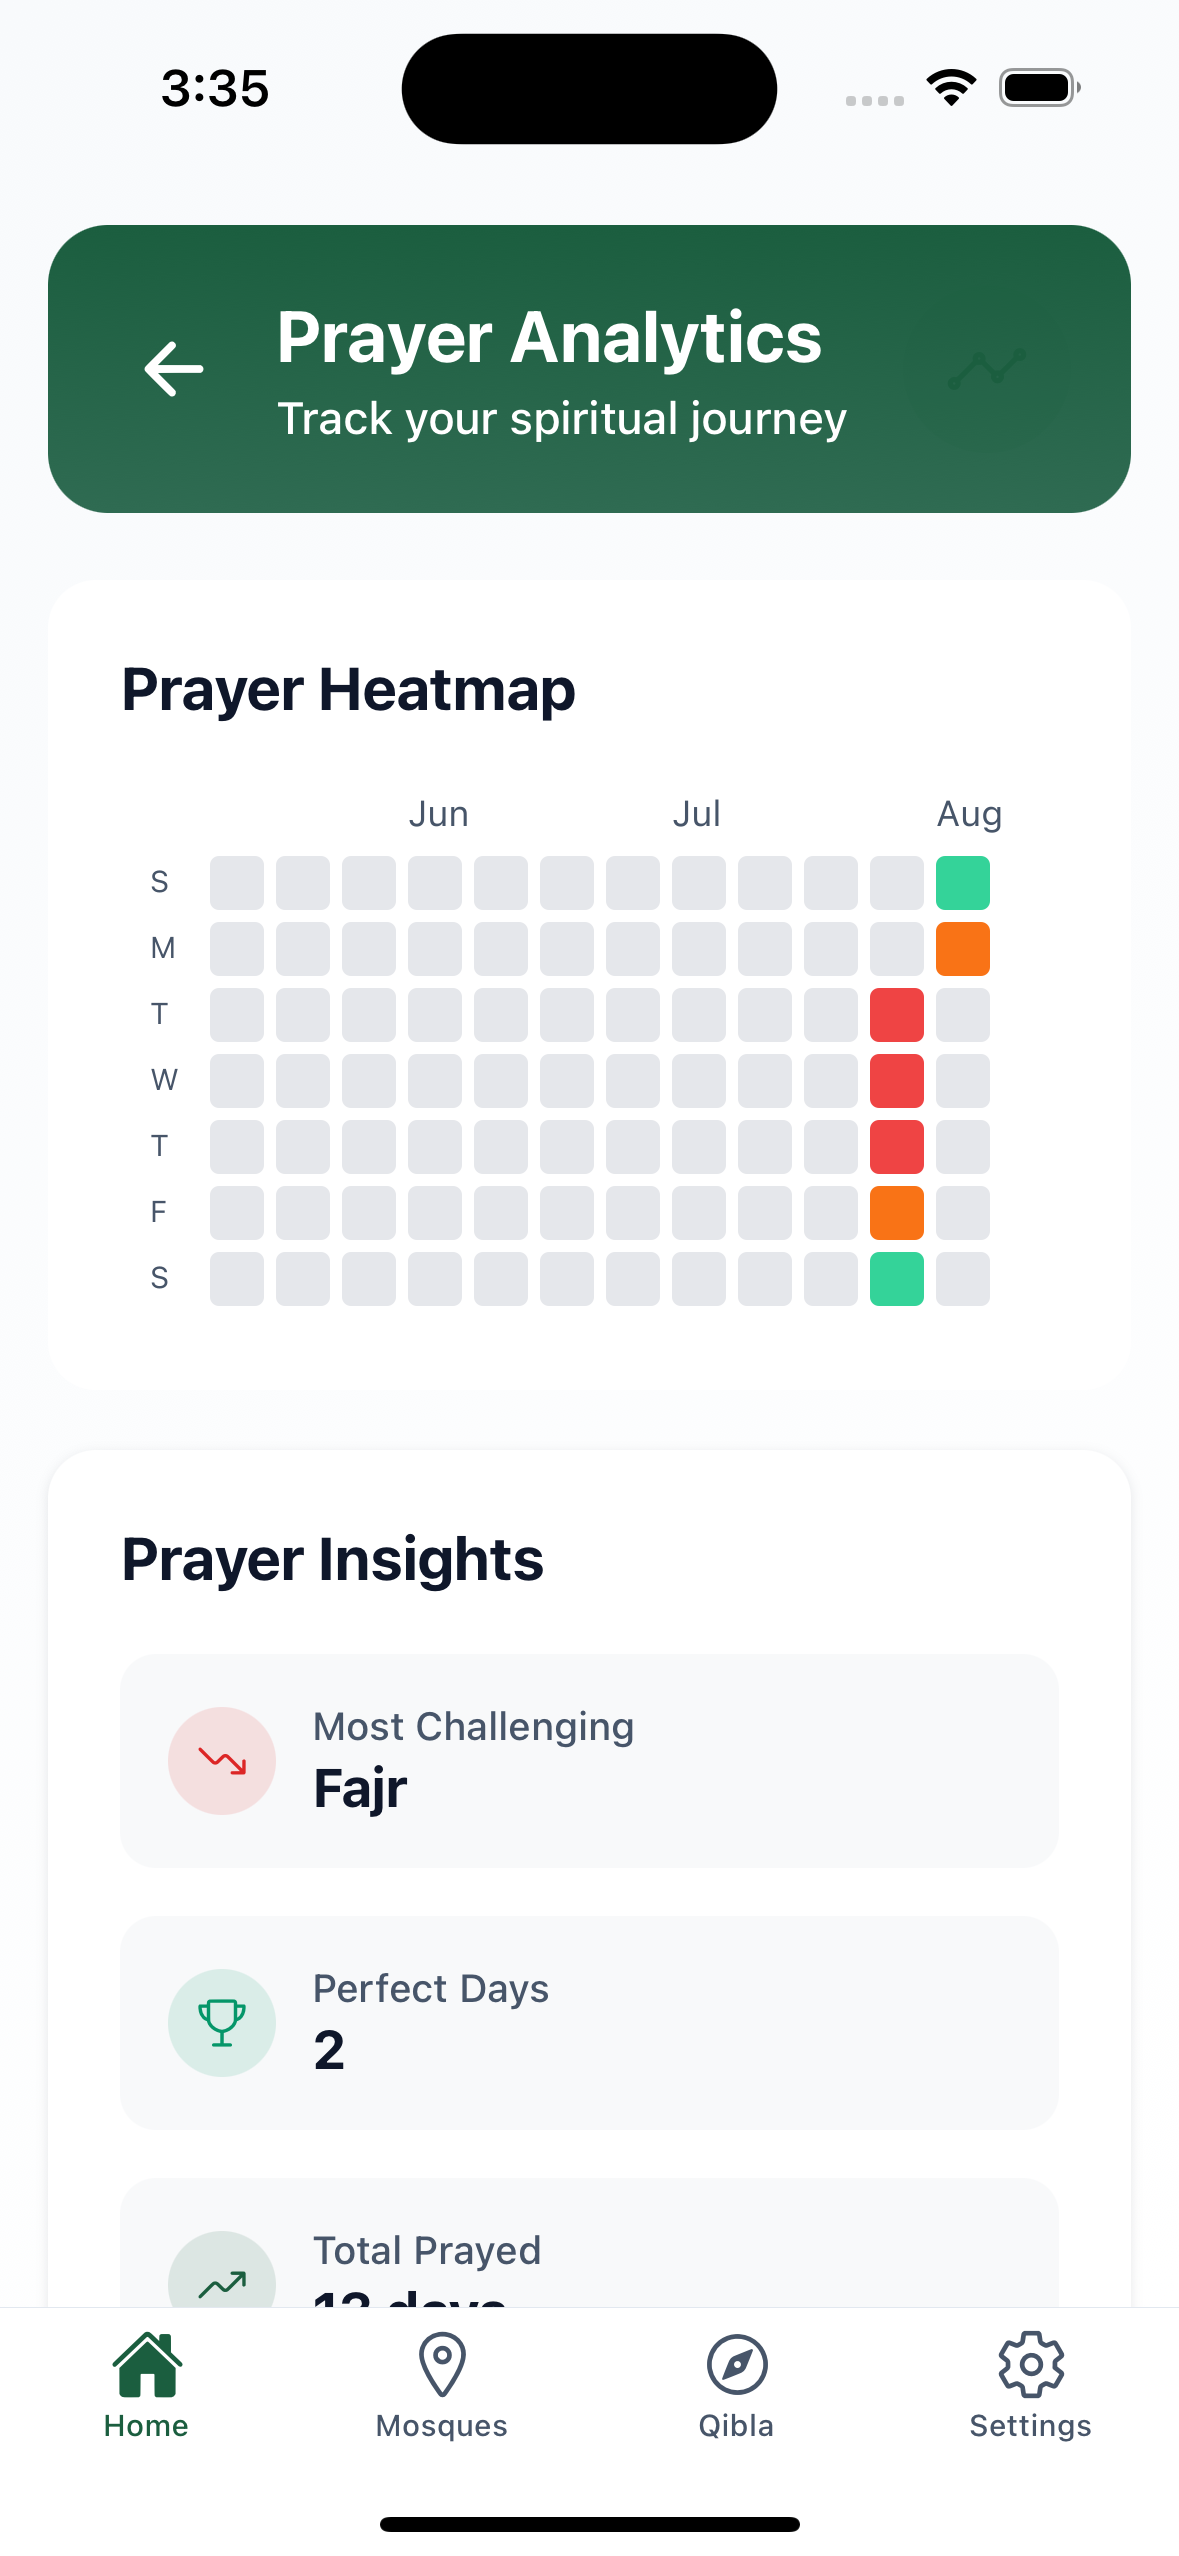 3:35
Prayer Analytics
Track your spiritual journey
Prayer Heatmap
Jun Jul Aug
S
M
T
W
T
F
S
Prayer Insights
Most Challenging
Fajr
Perfect Days
2
Total Prayed
days
Home Mosques Qibla Settings